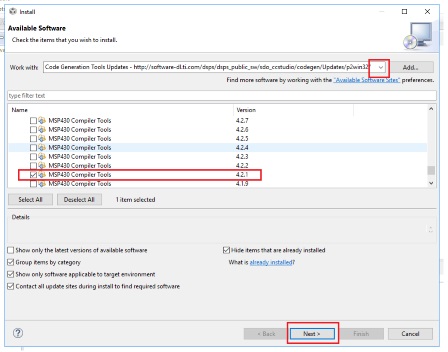 Install
Available Software
Check the items that you wish to install.
Work with: Code Generation Tools Updates - http://software-dl.ti.com/dsps/dsps_public_sw/sdo_ccstudio/codegen/Updates/p2win32/ Add...
Find more software by working with the "Available Software Sites" preferences.
type filter text
Name Version
MSP430 Compiler Tools 4.2.7
MSP430 Compiler Tools 4.2.6
MSP430 Compiler Tools 4.2.5
MSP430 Compiler Tools 4.2.4
MSP430 Compiler Tools 4.2.3
MSP430 Compiler Tools 4.2.2
MSP430 Compiler Tools 4.2.1
MSP430 Compiler Tools 4.1.9
Select All Deselect All 1 item selected
Details
Show only the latest versions of available software Hide items that are already installed
Group items by category What is already installed?
Show only software applicable to target environment
Contact all update sites during install to find required software
? < Back Next > Finish Cancel